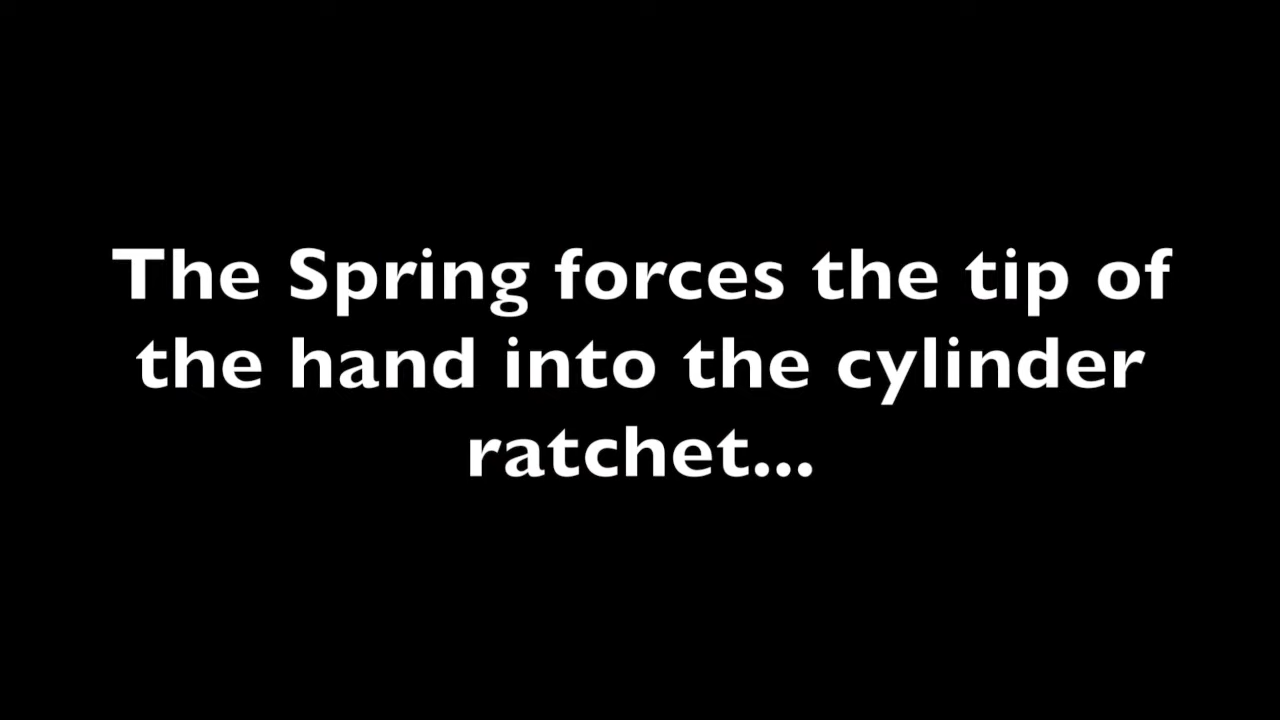 The Spring forces the tip of
the hand into the cylinder
ratchet...